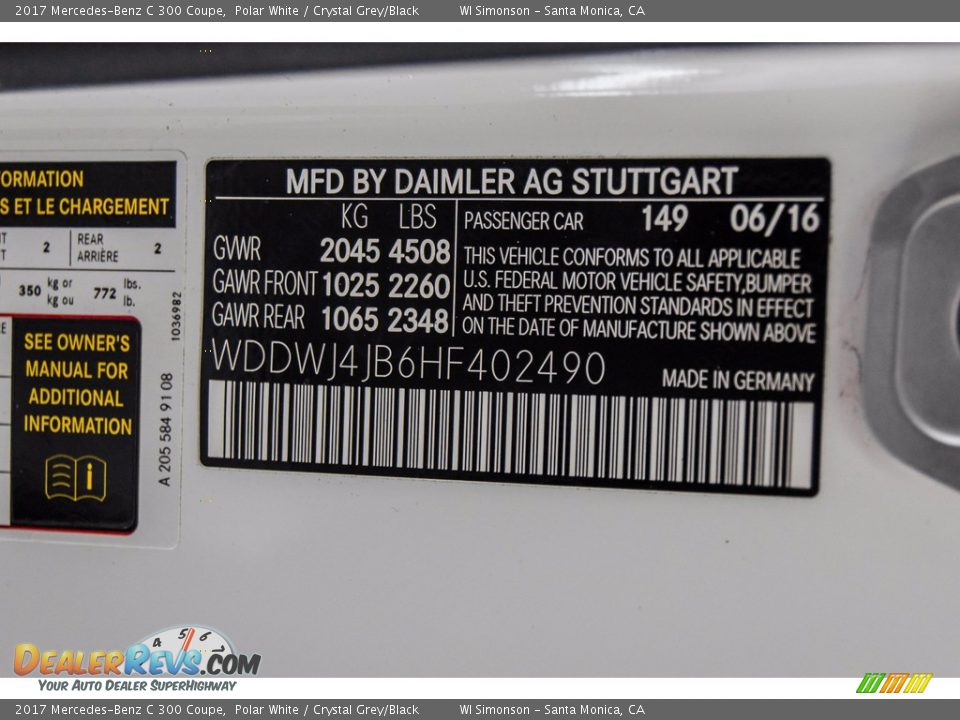 2017 Mercedes-Benz C 300 Coupe,  Polar White / Crystal Grey/Black WI Simonson - Santa Monica, CA
MFD BY DAIMLER AG STUTTGART
KG LBS
GVWR 2045 4508
GAWR FRONT 1025 2260
GAWR REAR 1065 2348
PASSENGER CAR 149 06/16
THIS VEHICLE CONFORMS TO ALL APPLICABLE
U.S. FEDERAL MOTOR VEHICLE SAFETY,BUMPER
AND THEFT PREVENTION STANDARDS IN EFFECT
ON THE DATE OF MANUFACTURE SHOWN ABOVE
WDDWJ4JB6HF402490
MADE IN GERMANY
ORMATION
S ET LE CHARGEMENT
2 REAR 2
ARRIÈRE
350 kg or 772 lbs.
kg ou lb.
SEE OWNER'S
MANUAL FOR
ADDITIONAL
INFORMATION
i
1036982
A 205 584 91 08
4 5 6
DEALERREVS.COM
YOUR AUTO DEALER SUPERHIGHWAY
2017 Mercedes-Benz C 300 Coupe,  Polar White / Crystal Grey/Black WI Simonson - Santa Monica, CA